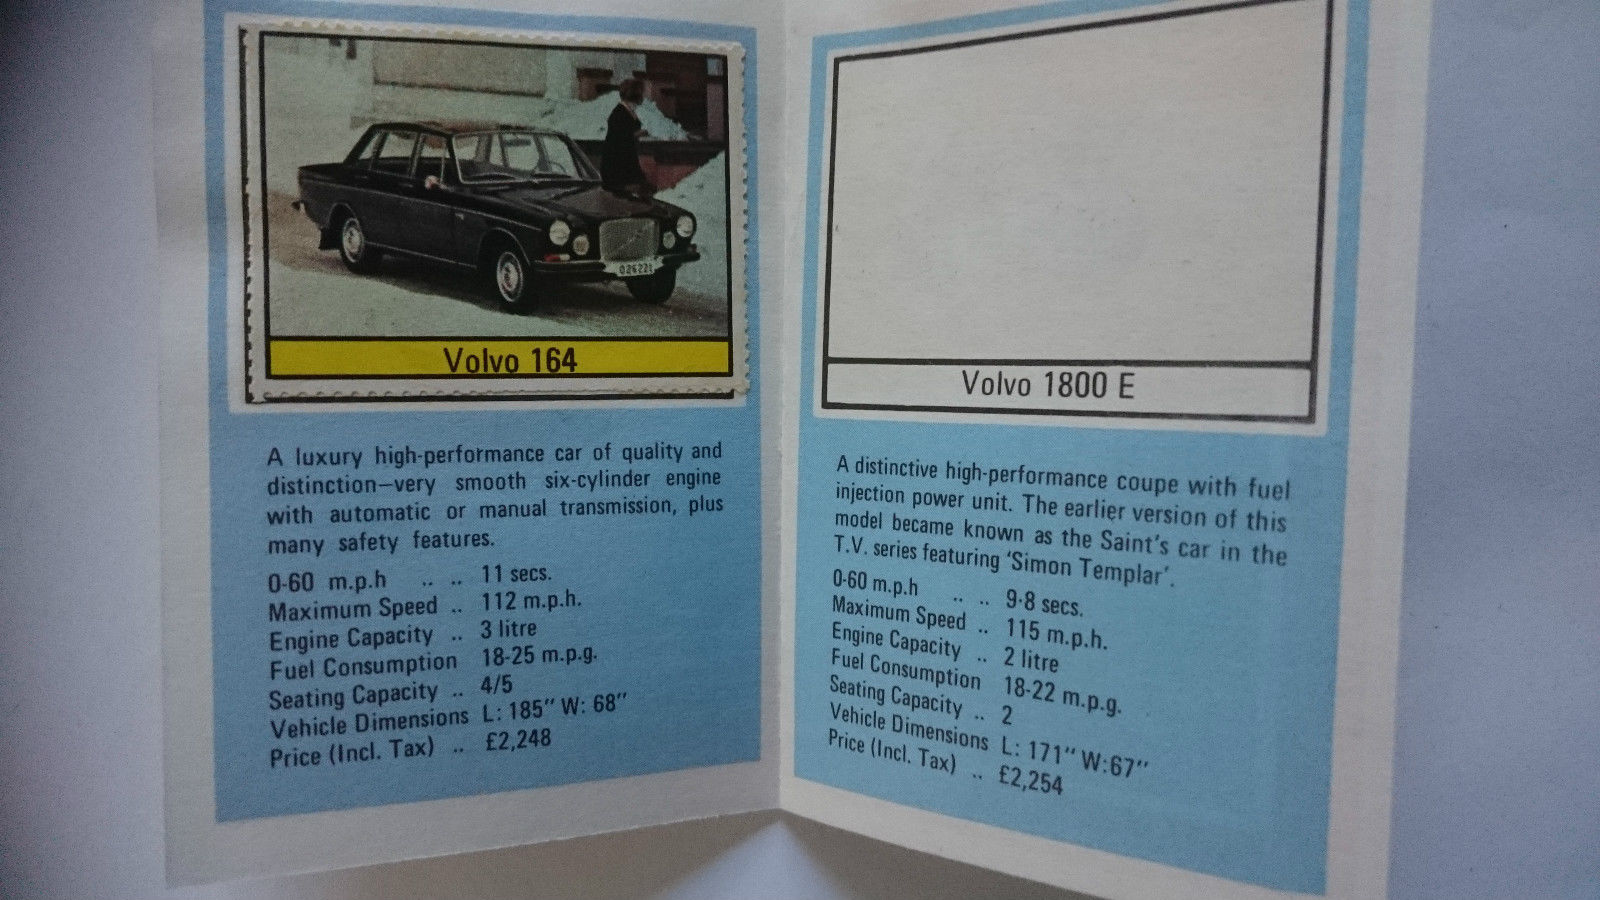 026221
Volvo 164
A luxury high-performance car of quality and
distinction—very smooth six-cylinder engine
with automatic or manual transmission, plus
many safety features.
0-60 m.p.h .. .. 11 secs.
Maximum Speed .. 112 m.p.h.
Engine Capacity .. 3 litre
Fuel Consumption 18-25 m.p.g.
Seating Capacity .. 4/5
Vehicle Dimensions L: 185″ W: 68″
Price (Incl. Tax) .. £2,248
Volvo 1800 E
A distinctive high-performance coupe with fuel
injection power unit. The earlier version of this
model became known as the Saint's car in the
T.V. series featuring 'Simon Templar'.
0-60 m.p.h .. .. 9·8 secs.
Maximum Speed .. 115 m.p.h.
Engine Capacity .. 2 litre
Fuel Consumption 18-22 m.p.g.
Seating Capacity .. 2
Vehicle Dimensions L: 171″ W:67″
Price (Incl. Tax) .. £2,254